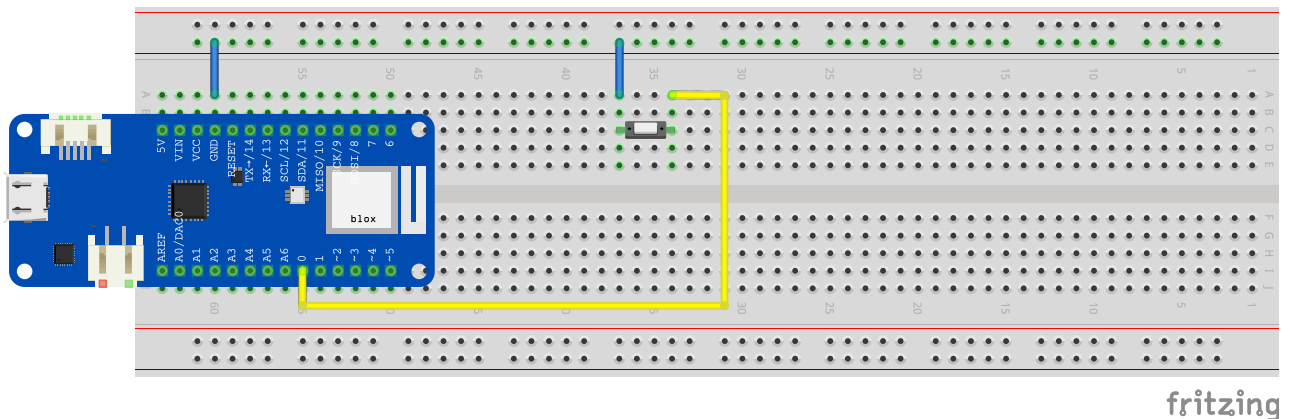 55
50
45
40
35
30
25
20
15
10
5
1
A
A
B
C
D
E
5V
VIN
VCC
GND
RESET
TX→/14
RX←/13
SCL/12
SDA/11
MISO/10
SCK/9
MOSI/8
7
6
blox
AREF
A0/DAC0
A1
A2
A3
A4
A5
A6
0
1
~2
~3
~4
~5
F
G
H
I
J
60
45
35
30
25
20
15
10
5
1
fritzing